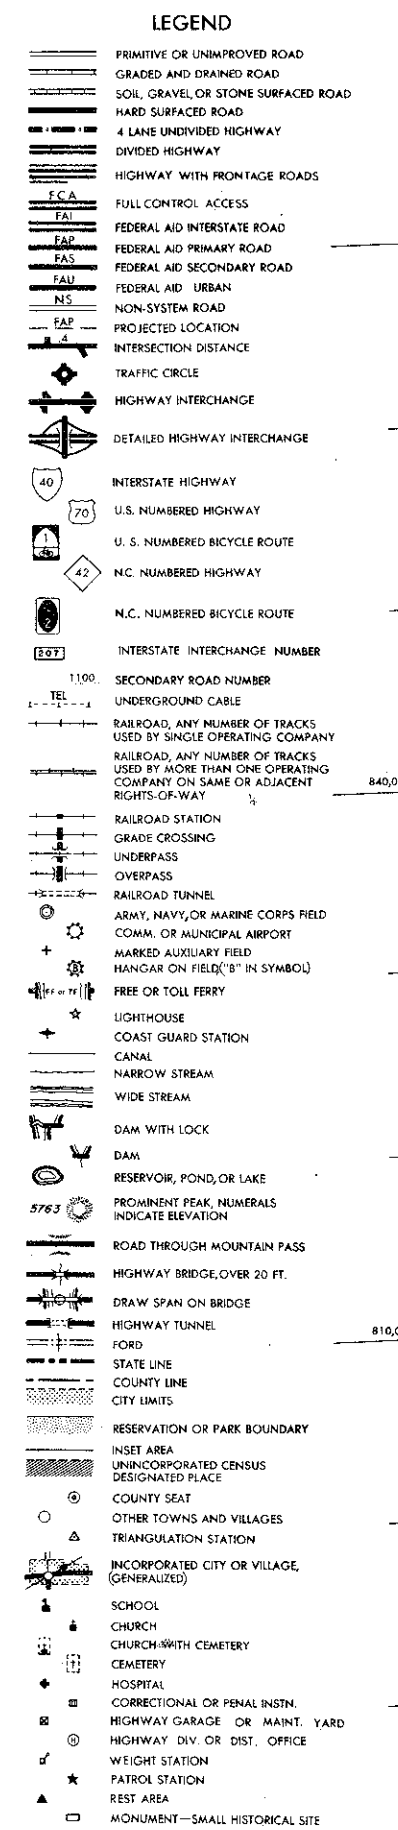 LEGEND
PRIMITIVE OR UNIMPROVED ROAD
GRADED AND DRAINED ROAD
SOIL, GRAVEL, OR STONE SURFACED ROAD
HARD SURFACED ROAD
4 LANE UNDIVIDED HIGHWAY
DIVIDED HIGHWAY
HIGHWAY WITH FRONTAGE ROADS
FCA FULL CONTROL ACCESS
FAI FEDERAL AID INTERSTATE ROAD
FAP FEDERAL AID PRIMARY ROAD
FAS FEDERAL AID SECONDARY ROAD
FAU FEDERAL AID URBAN
NS NON-SYSTEM ROAD
FAP PROJECTED LOCATION
.4 INTERSECTION DISTANCE
TRAFFIC CIRCLE
HIGHWAY INTERCHANGE
DETAILED HIGHWAY INTERCHANGE
40 INTERSTATE HIGHWAY
70 U.S. NUMBERED HIGHWAY
1 U. S. NUMBERED BICYCLE ROUTE
42 N.C. NUMBERED HIGHWAY
2 N.C. NUMBERED BICYCLE ROUTE
207 INTERSTATE INTERCHANGE NUMBER
1100 SECONDARY ROAD NUMBER
TEL UNDERGROUND CABLE
RAILROAD, ANY NUMBER OF TRACKS
USED BY SINGLE OPERATING COMPANY
RAILROAD, ANY NUMBER OF TRACKS
USED BY MORE THAN ONE OPERATING
COMPANY ON SAME OR ADJACENT 840,0
RIGHTS-OF-WAY
RAILROAD STATION
GRADE CROSSING
UNDERPASS
OVERPASS
RAILROAD TUNNEL
ARMY, NAVY, OR MARINE CORPS FIELD
COMM. OR MUNICIPAL AIRPORT
MARKED AUXILIARY FIELD
B HANGAR ON FIELD,("B" IN SYMBOL)
FF or TF FREE OR TOLL FERRY
LIGHTHOUSE
COAST GUARD STATION
CANAL
NARROW STREAM
WIDE STREAM
DAM WITH LOCK
DAM
RESERVOIR, POND, OR LAKE
5763 PROMINENT PEAK, NUMERALS
INDICATE ELEVATION
ROAD THROUGH MOUNTAIN PASS
HIGHWAY BRIDGE, OVER 20 FT.
DRAW SPAN ON BRIDGE
HIGHWAY TUNNEL 810,0
FORD
STATE LINE
COUNTY LINE
CITY LIMITS
RESERVATION OR PARK BOUNDARY
INSET AREA
UNINCORPORATED CENSUS
DESIGNATED PLACE
COUNTY SEAT
OTHER TOWNS AND VILLAGES
TRIANGULATION STATION
INCORPORATED CITY OR VILLAGE,
(GENERALIZED)
SCHOOL
CHURCH
CHURCH WITH CEMETERY
CEMETERY
HOSPITAL
CORRECTIONAL OR PENAL INSTN.
HIGHWAY GARAGE OR MAINT. YARD
H HIGHWAY DIV. OR DIST. OFFICE
WEIGHT STATION
PATROL STATION
REST AREA
MONUMENT—SMALL HISTORICAL SITE